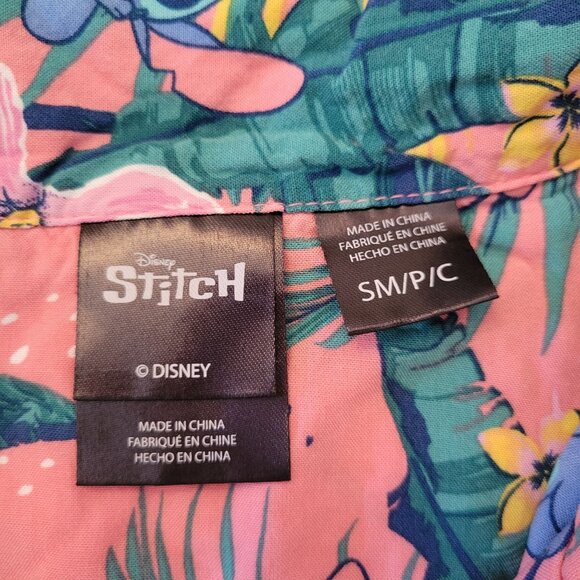 Disney
Stitch
© DISNEY
MADE IN CHINA
FABRIQUÉ EN CHINE
HECHO EN CHINA
MADE IN CHINA
FABRIQUÉ EN CHINE
HECHO EN CHINA
SM/P/C